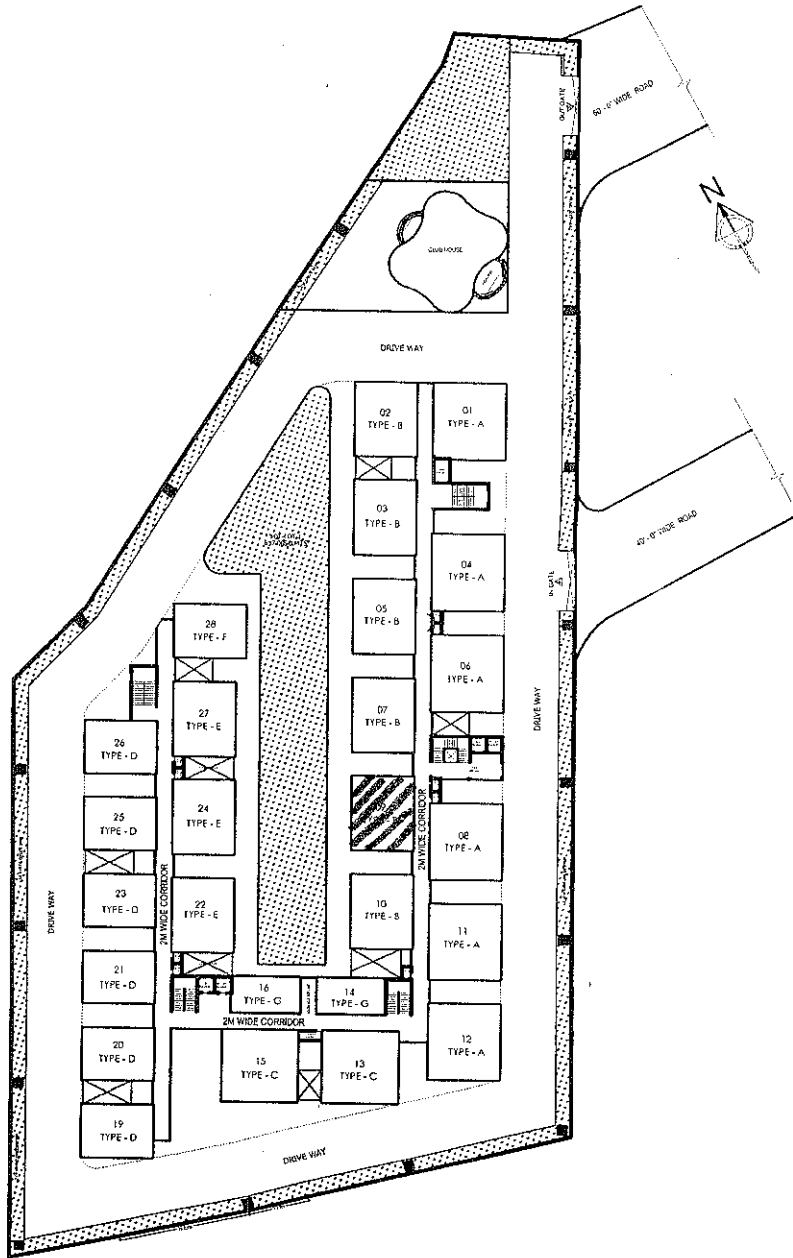 OUT GATE
60'-0" WIDE ROAD
N
CLUB HOUSE
DRIVE WAY
02
TYPE - B
01
TYPE - A
03
TYPE - B
40'-0" WIDE ROAD
04
TYPE - A
IN GATE
05
TYPE - B
28
TYPE - F
06
TYPE - A
27
TYPE - E
07
TYPE - B
DRIVE WAY
26
TYPE - D
25
TYPE - D
24
TYPE - E
2M WIDE CORRIDOR
08
TYPE - A
23
TYPE - D
22
TYPE - E
10
TYPE - B
DRIVE WAY
2M WIDE CORRIDOR
11
TYPE - A
21
TYPE - D
16
TYPE - G
14
TYPE - G
2M WIDE CORRIDOR
20
TYPE - D
15
TYPE - C
13
TYPE - C
12
TYPE - A
19
TYPE - D
DRIVE WAY